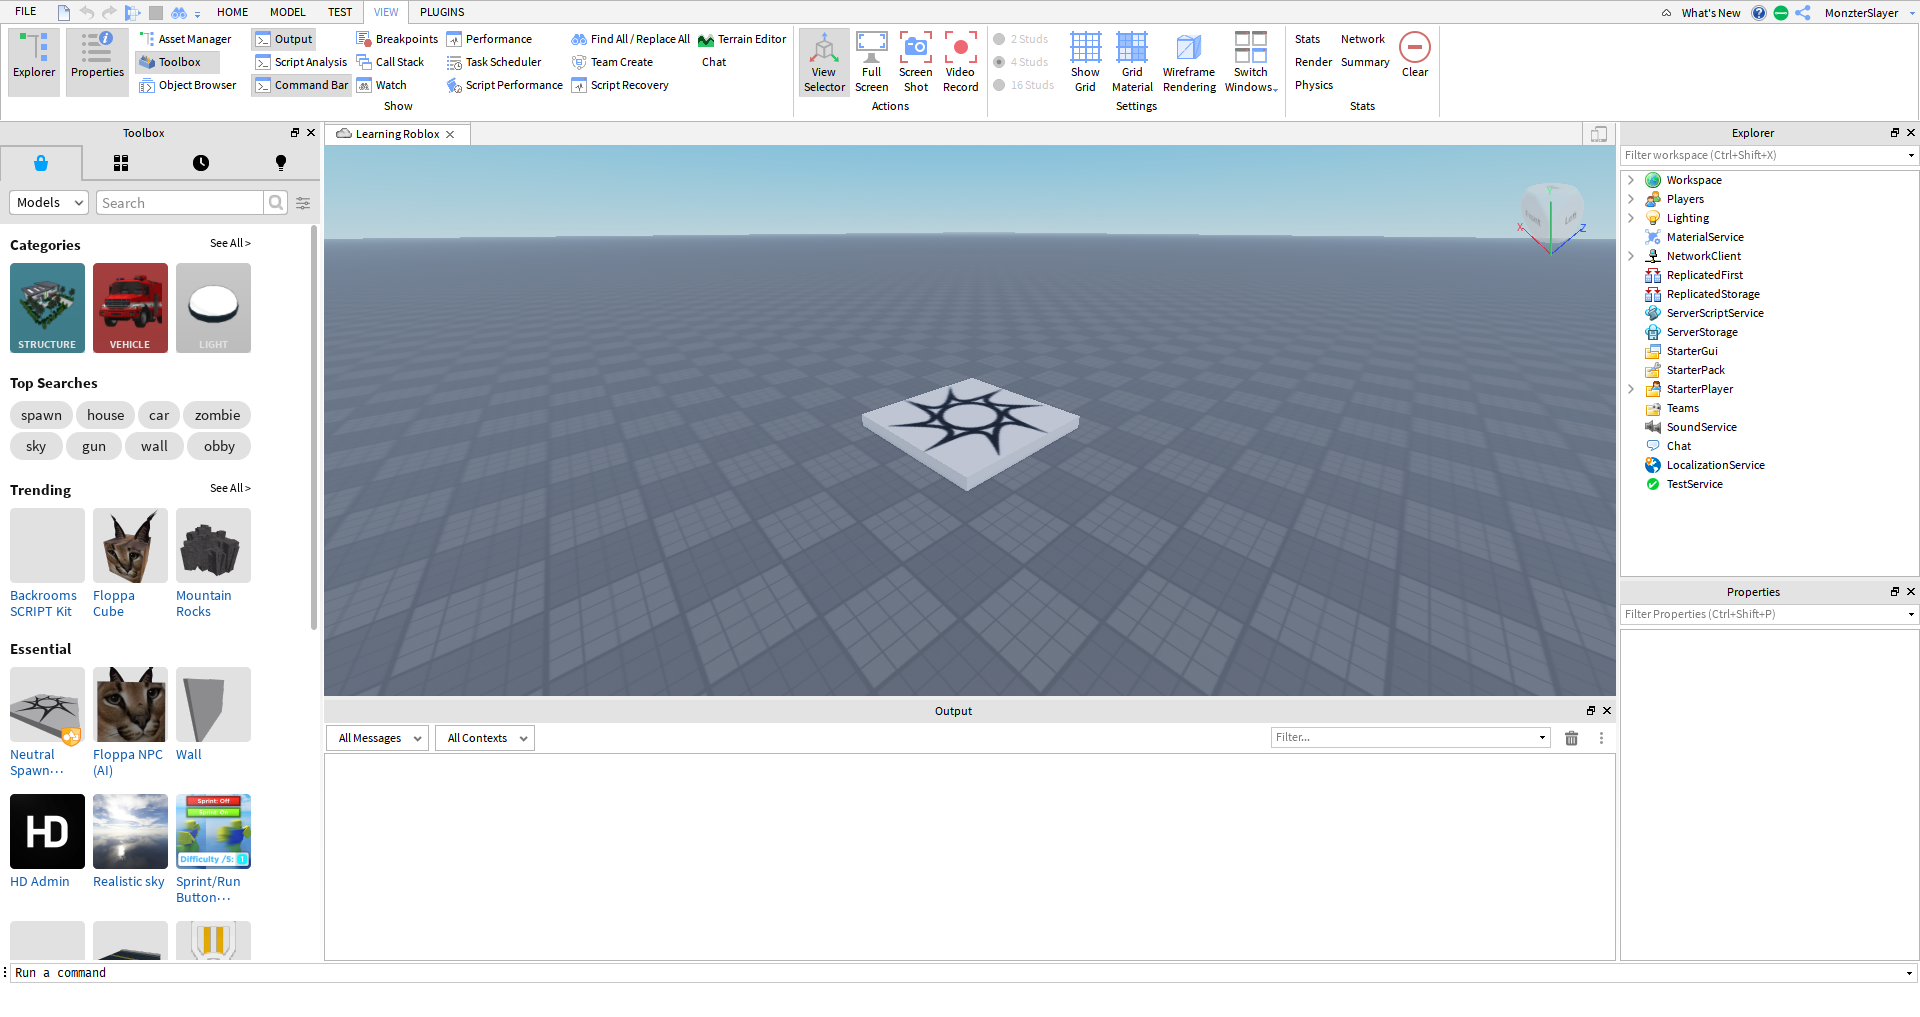 FILE HOME MODEL TEST VIEW PLUGINS What's New MonzterSlayer
Explorer
Properties
Asset Manager
Toolbox
Object Browser
Output
Script Analysis
Command Bar
Breakpoints
Call Stack
Watch
Performance
Task Scheduler
Script Performance
Find All / Replace All
Team Create
Script Recovery
Terrain Editor
Chat
Show
View
Selector
Full
Screen
Screen
Shot
Video
Record
Actions
2 Studs
4 Studs
16 Studs
Show
Grid
Grid
Material
Wireframe
Rendering
Switch
Windows
Settings
Stats
Render
Physics
Network
Summary
Clear
Stats
Toolbox
Models
Search
Categories
See All >
STRUCTURE
VEHICLE
LIGHT
Top Searches
spawn house car zombie
sky gun wall obby
Trending
See All >
Backrooms
SCRIPT Kit
Floppa
Cube
Mountain
Rocks
Essential
Neutral
Spawn...
Floppa NPC
(AI)
Wall
HD
HD Admin
Realistic sky
Sprint: Off
Sprint: On
Difficulty /5: 1
Sprint/Run
Button...
Learning Roblox
Y
X
Z
Left
Output
All Messages
All Contexts
Filter...
Explorer
Filter workspace (Ctrl+Shift+X)
Workspace
Players
Lighting
MaterialService
NetworkClient
ReplicatedFirst
ReplicatedStorage
ServerScriptService
ServerStorage
StarterGui
StarterPack
StarterPlayer
Teams
SoundService
Chat
LocalizationService
TestService
Properties
Filter Properties (Ctrl+Shift+P)
Run a command